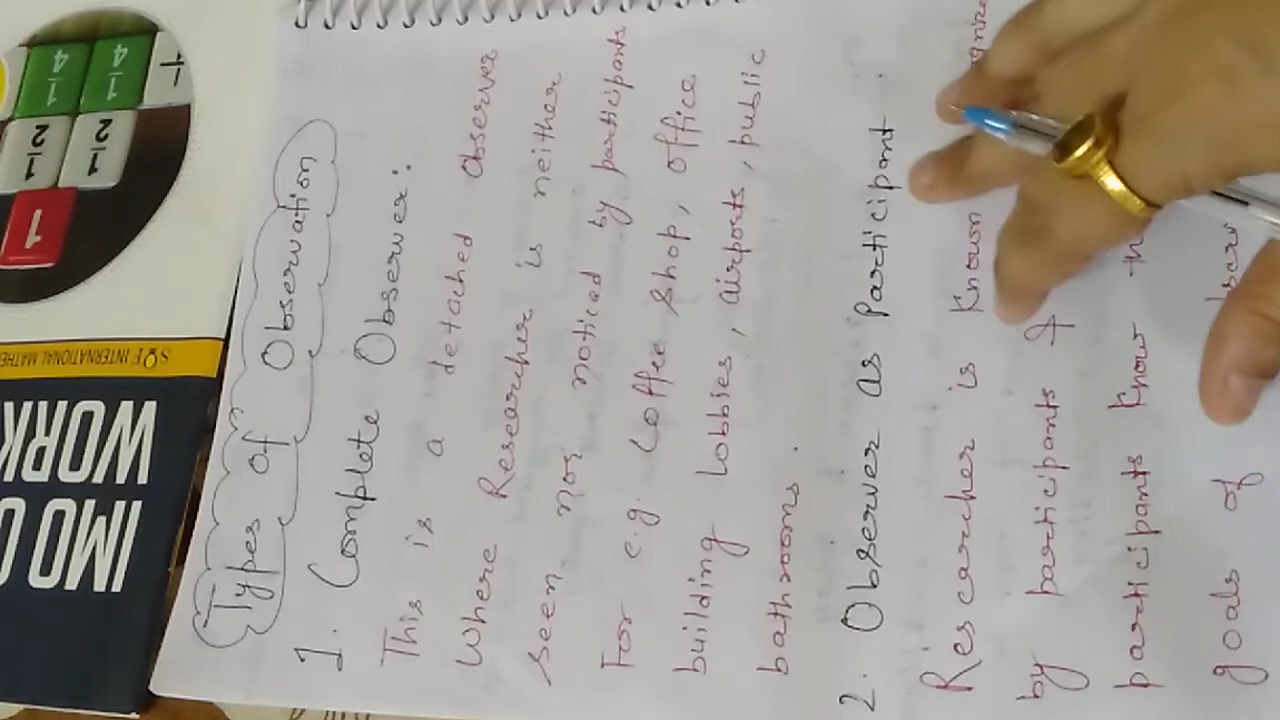 Types of Observation
1. Complete Observer:
This is a detached observer
Where Researcher is neither
seen nor noticed by participants
For e.g. Coffee shop, office
building lobbies, airports, public
bathrooms.
2. Observer as Participant.
Researcher is known
by participants &
participants know
goals of
IMO
WORK
SOF INTERNATIONAL
1
1/2
1/2
1/4
1/4